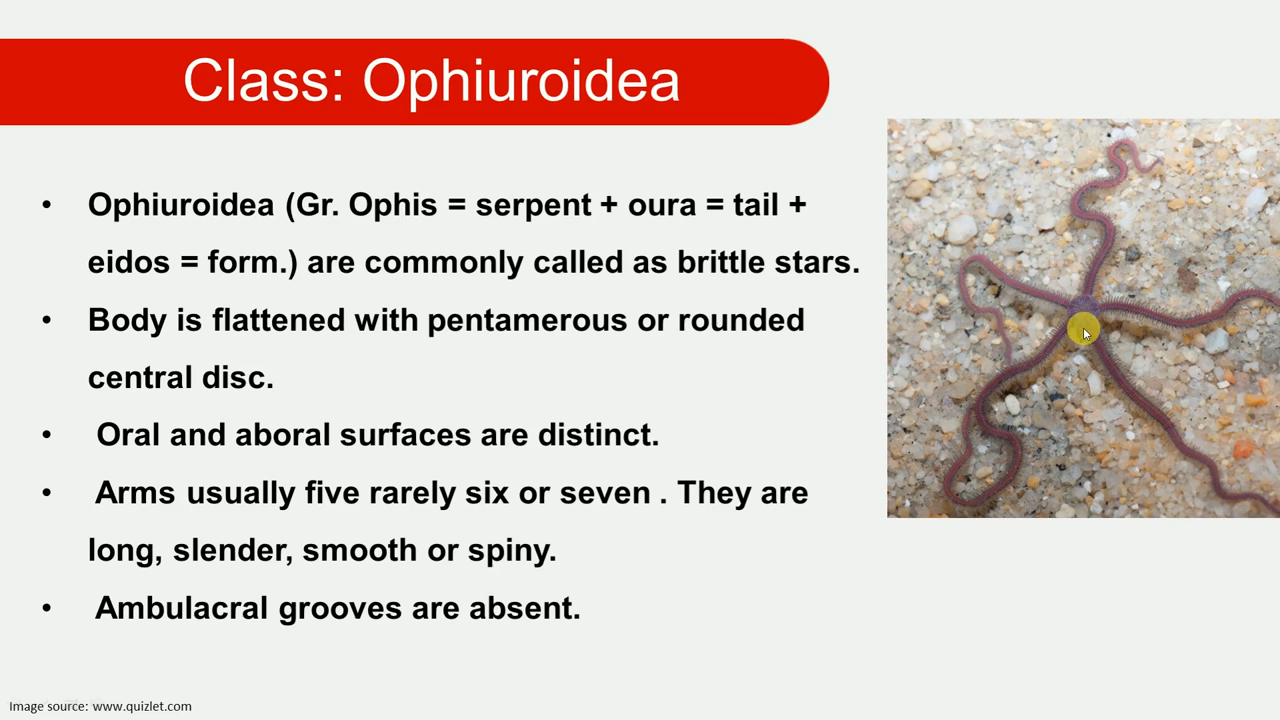 Class: Ophiuroidea
• Ophiuroidea (Gr. Ophis = serpent + oura = tail +
eidos = form.) are commonly called as brittle stars.
• Body is flattened with pentamerous or rounded
central disc.
• Oral and aboral surfaces are distinct.
• Arms usually five rarely six or seven . They are
long, slender, smooth or spiny.
• Ambulacral grooves are absent.
Image source: www.quizlet.com